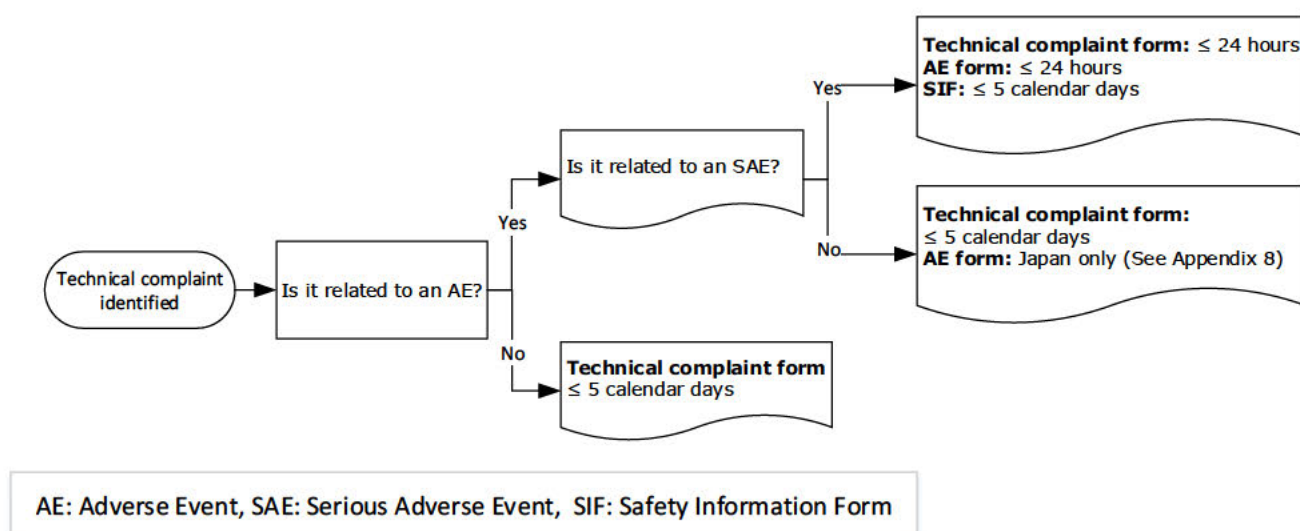 Technical complaint form: ≤ 24 hours
AE form: ≤ 24 hours
SIF: ≤ 5 calendar days
Yes
Is it related to an SAE?
Yes
No
Technical complaint form:
≤ 5 calendar days
AE form: Japan only (See Appendix 8)
Technical complaint
identified
Is it related to an AE?
No
Technical complaint form
≤ 5 calendar days
AE: Adverse Event, SAE: Serious Adverse Event, SIF: Safety Information Form